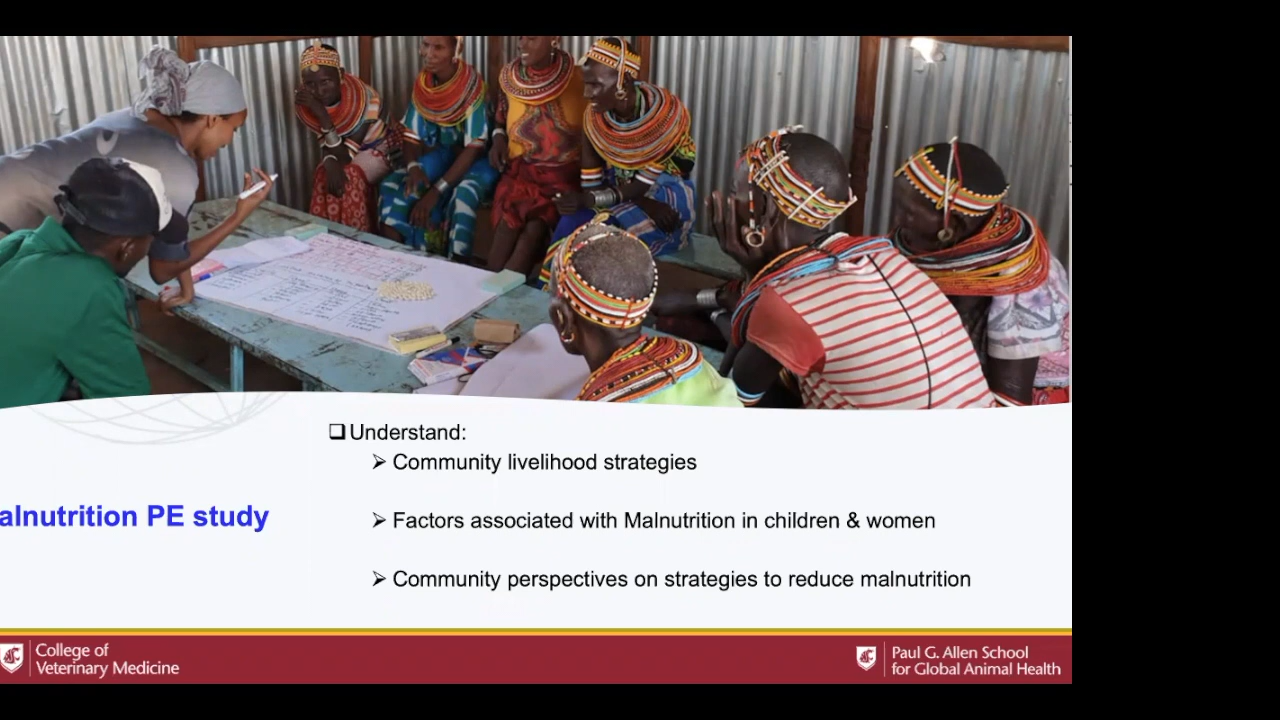 Understand:
Community livelihood strategies
alnutrition PE study
Factors associated with Malnutrition in children & women
Community perspectives on strategies to reduce malnutrition
College of
Veterinary Medicine
Paul G. Allen School
for Global Animal Health